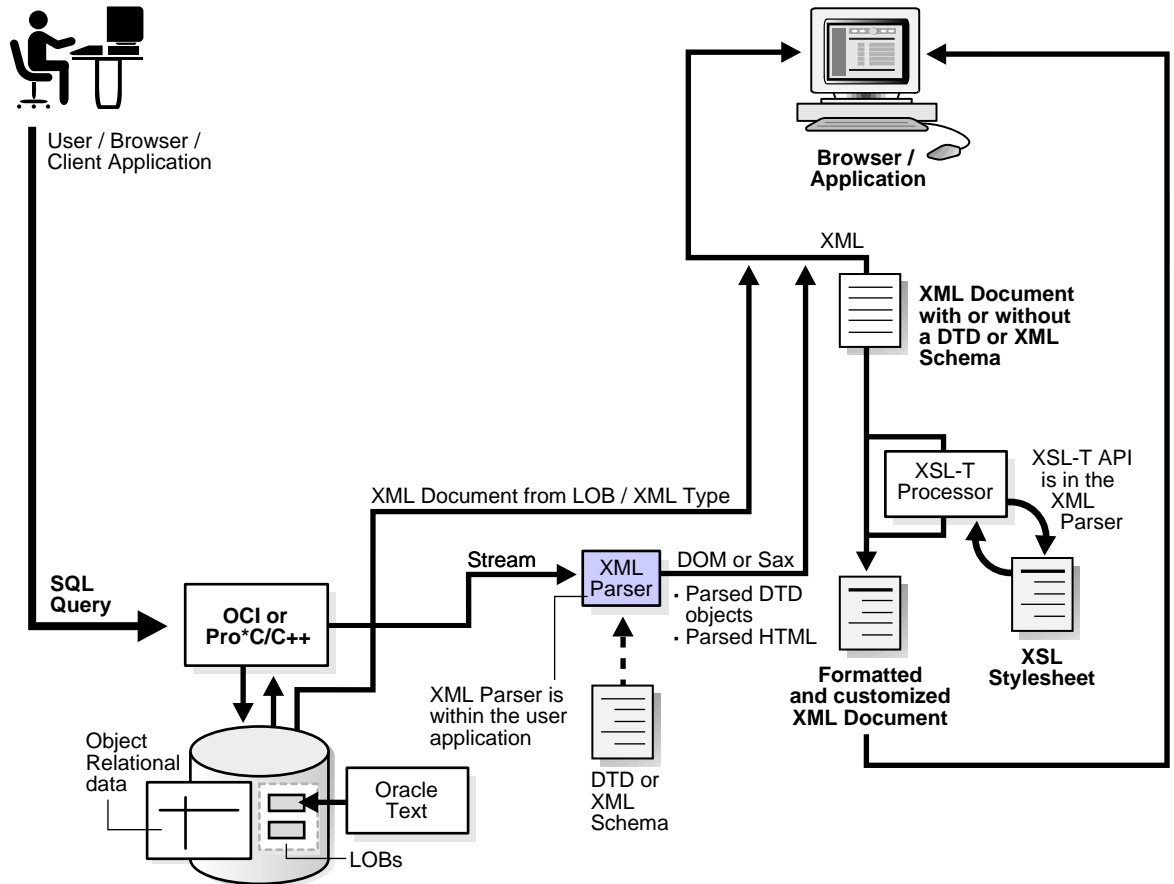 User / Browser /
Client Application
Browser /
Application
XML
XML Document
with or without
a DTD or XML
Schema
XSL-T
Processor
XSL-T API
is in the
XML
Parser
XML Document from LOB / XML Type
Stream
XML
Parser
DOM or Sax
· Parsed DTD
objects
· Parsed HTML
SQL
Query
OCI or
Pro*C/C++
XML Parser is
within the user
application
Formatted
and customized
XML Document
XSL
Stylesheet
Object
Relational
data
Oracle
Text
LOBs
DTD or
XML
Schema